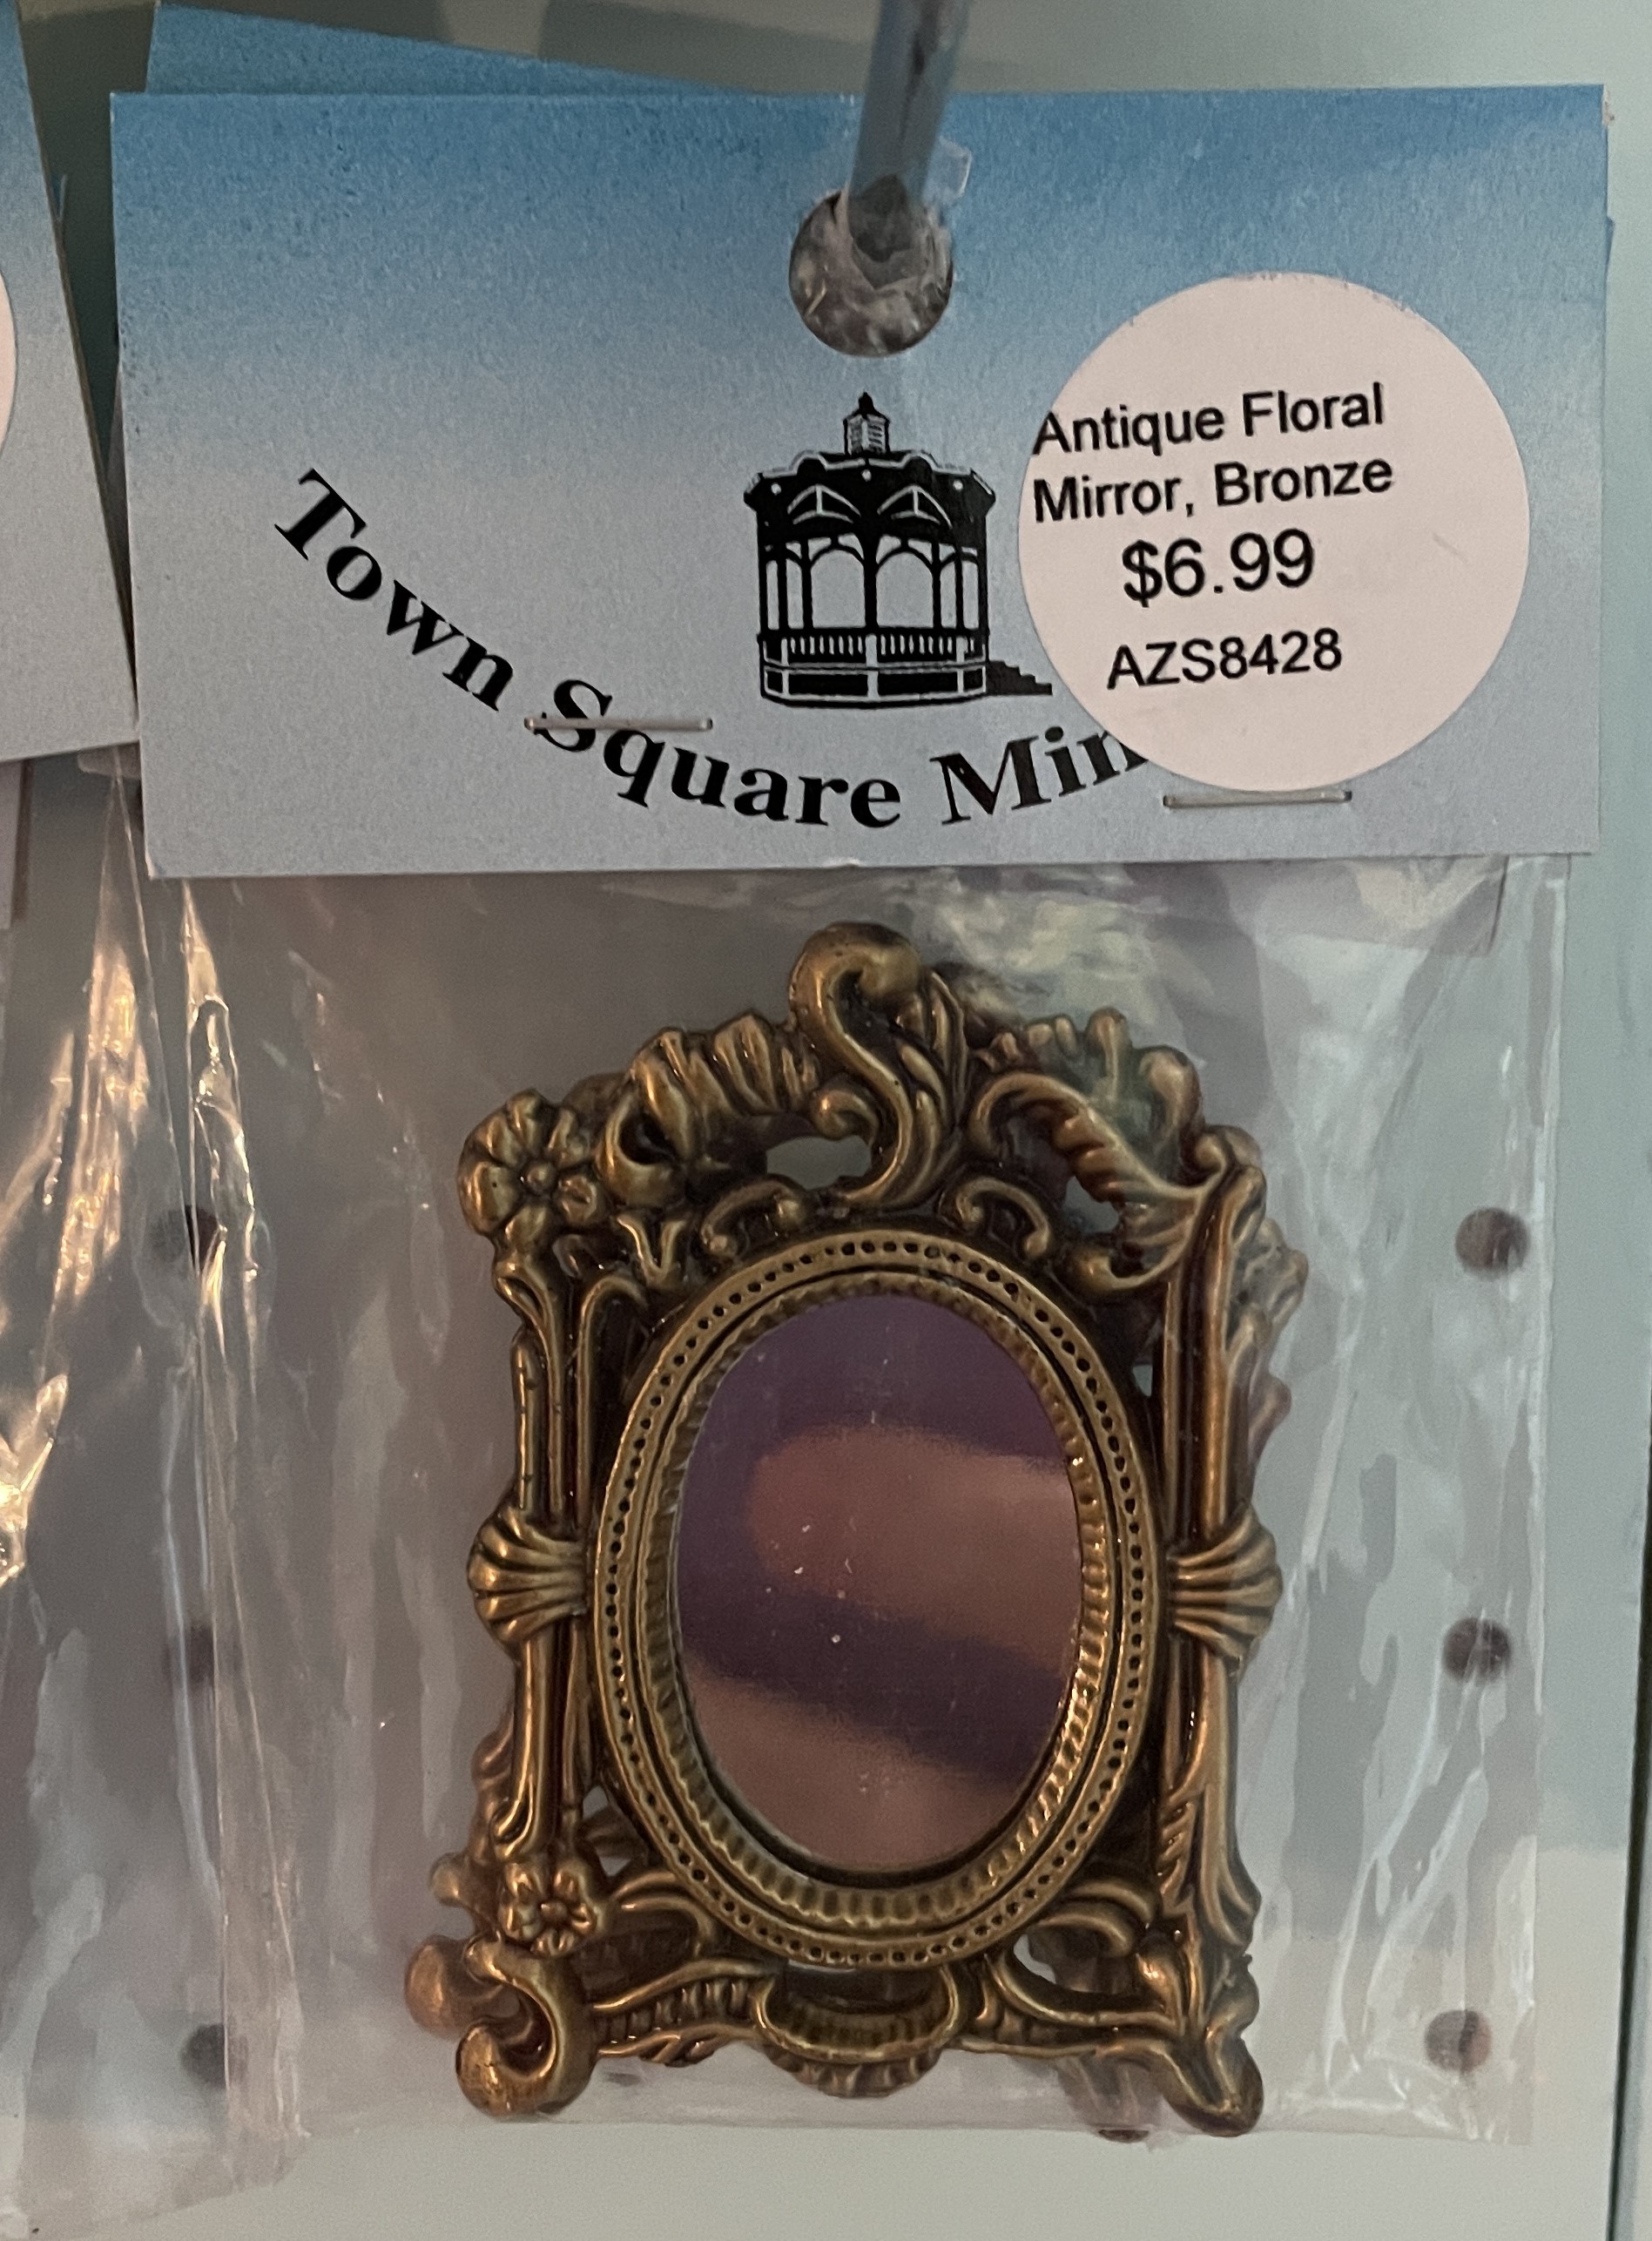 Antique Floral
Mirror, Bronze
$6.99
AZS8428
Town Square Min